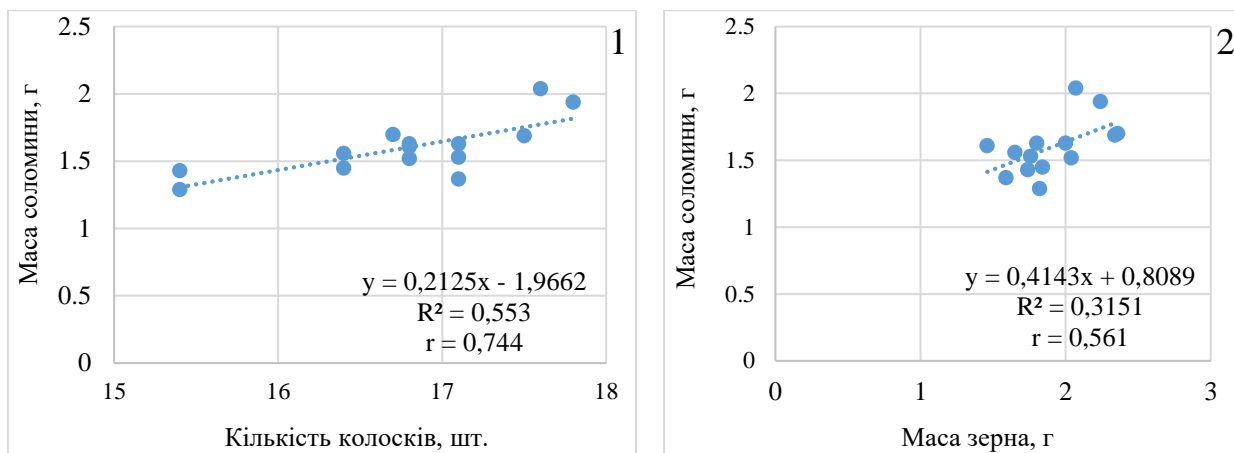 1
2.5
2
1.5
1
0.5
0
15
16
17
18
Маса соломини, г
Кількість колосків, шт.
y = 0,2125x - 1,9662
R² = 0,553
r = 0,744
2
2.5
2
1.5
1
0.5
0
0
1
2
3
Маса соломини, г
Маса зерна, г
y = 0,4143x + 0,8089
R² = 0,3151
r = 0,561